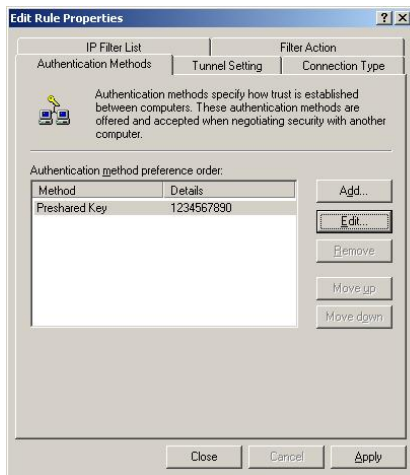 Edit Rule Properties
IP Filter List
Filter Action
Authentication Methods
Tunnel Setting
Connection Type
Authentication methods specify how trust is established
between computers. These authentication methods are
offered and accepted when negotiating security with another
computer.
Authentication method preference order:
Method
Details
Preshared Key
1234567890
Add...
Edit...
Remove
Move up
Move down
Close
Cancel
Apply